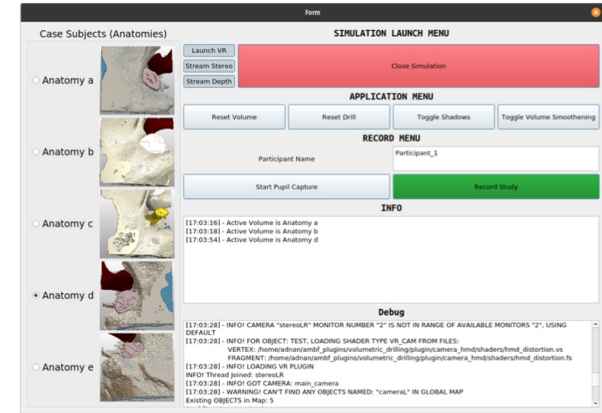 Form
Case Subjects (Anatomies)
Anatomy a
Anatomy b
Anatomy c
Anatomy d
Anatomy e
SIMULATION LAUNCH MENU
Launch VR
Stream Stereo
Stream Depth
Close Simulation
APPLICATION MENU
Reset Volume
Reset Drill
Toggle Shadows
Toggle Volume Smoothening
RECORD MENU
Participant Name
Participant_1
Start Pupil Capture
Record Study
INFO
[17:03:16] - Active Volume is Anatomy a
[17:03:18] - Active Volume is Anatomy b
[17:03:54] - Active Volume is Anatomy d
Debug
[17:03:28] - INFO! CAMERA "stereoLR" MONITOR NUMBER "2" IS NOT IN RANGE OF AVAILABLE MONITORS "2", USING
DEFAULT
[17:03:28] - INFO! FOR OBJECT: TEST, LOADING SHADER TYPE VR_CAM FROM FILES:
VERTEX: /home/adnan/ambf_plugins/volumetric_drilling/plugin/camera_hmd/shaders/hmd_distortion.vs
FRAGMENT: /home/adnan/ambf_plugins/volumetric_drilling/plugin/camera_hmd/shaders/hmd_distortion.fs
[17:03:28] - INFO! LOADING VR PLUGIN
INFO! Thread Joined: stereoLR
[17:03:28] - INFO! GOT CAMERA: main_camera
[17:03:28] - WARNING! CAN'T FIND ANY OBJECTS NAMED: "cameraL" IN GLOBAL MAP
Existing OBJECTS in Map: 5